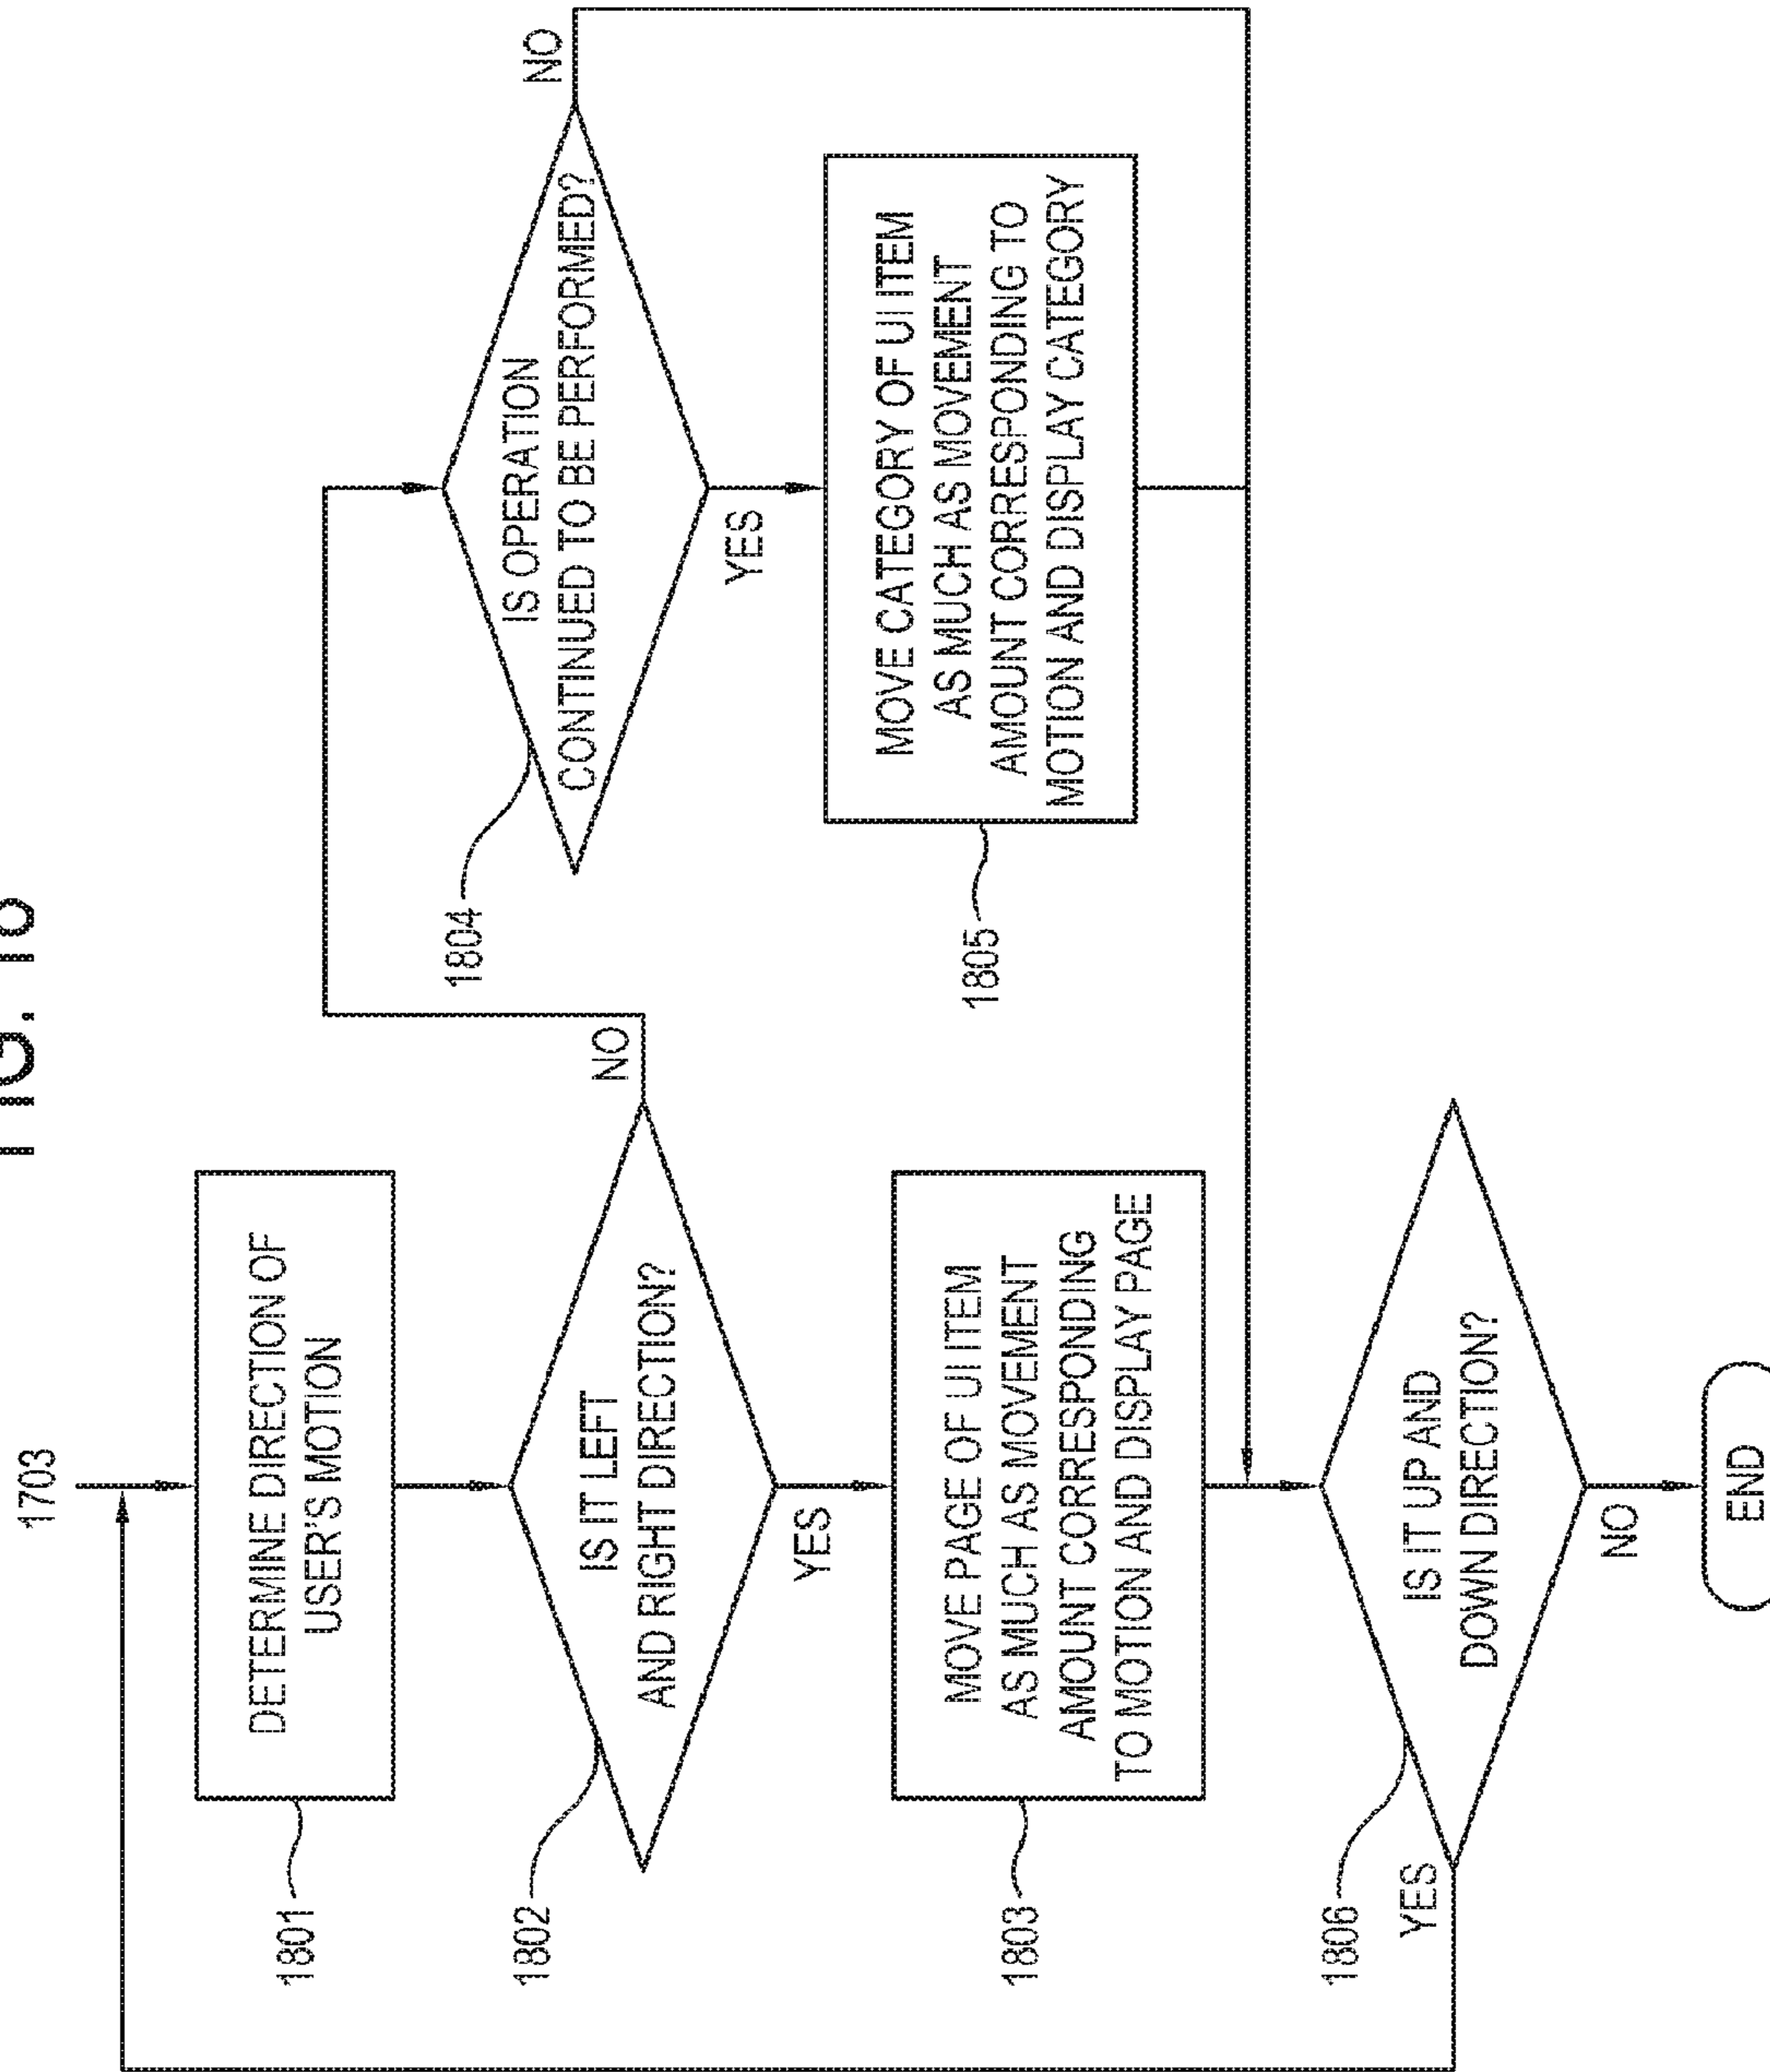 1703
DETERMINE DIRECTION OF
USER'S MOTION
1801
IS IT LEFT
AND RIGHT DIRECTION?
1802
NO
YES
MOVE PAGE OF UI ITEM
AS MUCH AS MOVEMENT
AMOUNT CORRESPONDING
TO MOTION AND DISPLAY PAGE
1803
IS OPERATION
CONTINUED TO BE PERFORMED?
1804
NO
YES
MOVE CATEGORY OF UI ITEM
AS MUCH AS MOVEMENT
AMOUNT CORRESPONDING TO
MOTION AND DISPLAY CATEGORY
1805
IS IT UP AND
DOWN DIRECTION?
1806
YES
NO
END